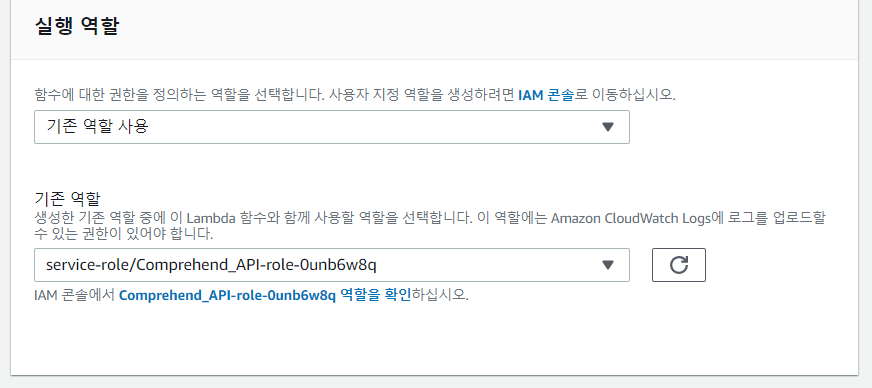 실행 역할
함수에 대한 권한을 정의하는 역할을 선택합니다. 사용자 지정 역할을 생성하려면 IAM 콘솔로 이동하십시오.
기존 역할 사용
기존 역할
생성한 기존 역할 중에 이 Lambda 함수와 함께 사용할 역할을 선택합니다. 이 역할에는 Amazon CloudWatch Logs에 로그를 업로드할
수 있는 권한이 있어야 합니다.
service-role/Comprehend_API-role-0unb6w8q
IAM 콘솔에서 Comprehend_API-role-0unb6w8q 역할을 확인하십시오.